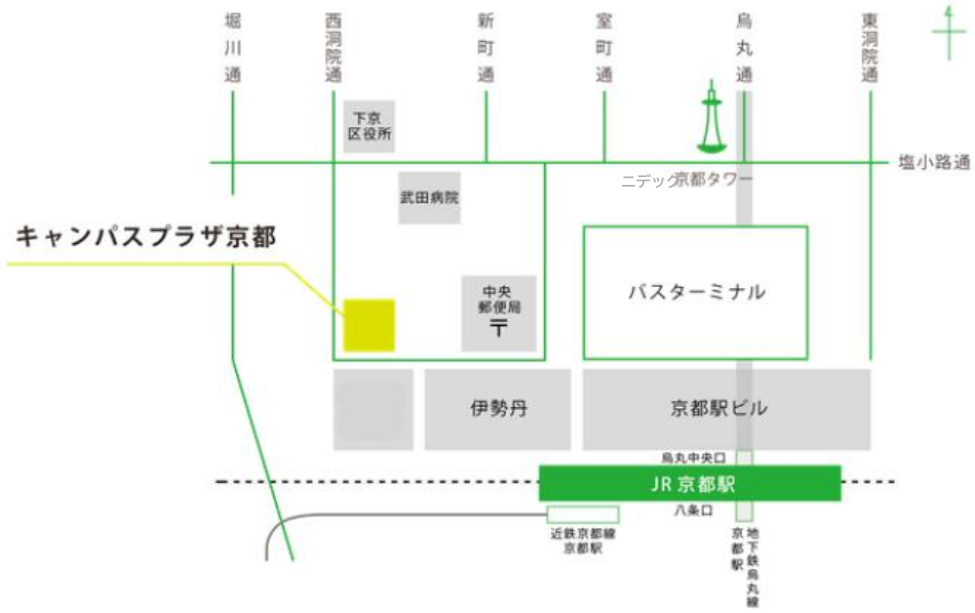 堀川通
西洞院通
新町通
室町通
烏丸通
東洞院通
下京
区役所
塩小路通
武田病院
ニデック京都タワー
キャンパスプラザ京都
中央
郵便局
〒
バスターミナル
伊勢丹
京都駅ビル
烏丸中央口
JR 京都駅
八条口
近鉄京都線
京都駅
地下鉄烏丸線
京都駅